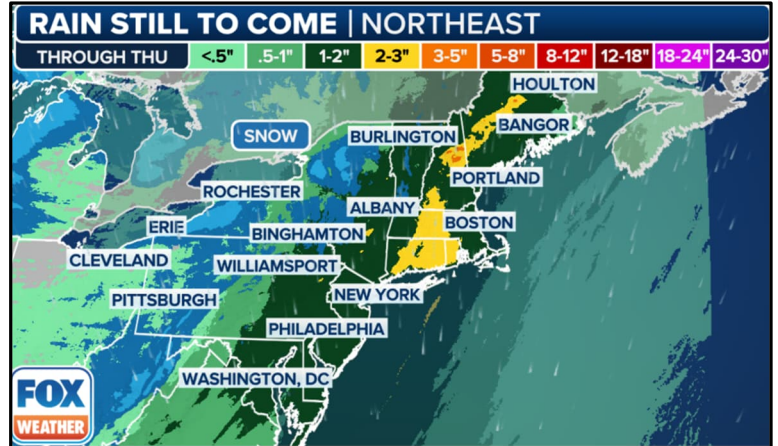 RAIN STILL TO COME | NORTHEAST
THROUGH THU <.5" .5-1" 1-2" 2-3" 3-5" 5-8" 8-12" 12-18" 18-24" 24-30"
HOULTON
SNOW BURLINGTON BANGOR
PORTLAND
ROCHESTER
ALBANY
ERIE BINGHAMTON BOSTON
CLEVELAND
WILLIAMSPORT
PITTSBURGH NEW YORK
PHILADELPHIA
WASHINGTON, DC
FOX
WEATHER